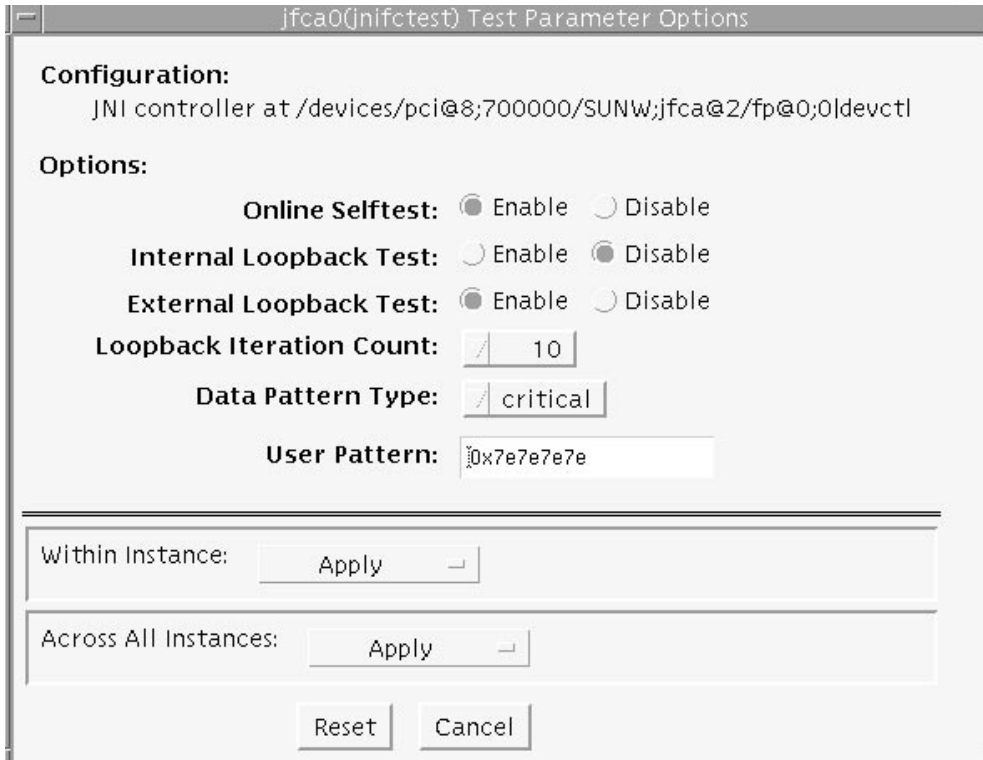 jfca0(jnifctest) Test Parameter Options
Configuration:
JNI controller at /devices/pci@8;700000/SUNW;jfca@2/fp@0;0|devctl
Options:
Online Selftest: Enable Disable
Internal Loopback Test: Enable Disable
External Loopback Test: Enable Disable
Loopback Iteration Count: 10
Data Pattern Type: critical
User Pattern: 0x7e7e7e7e
Within Instance: Apply
Across All Instances: Apply
Reset Cancel